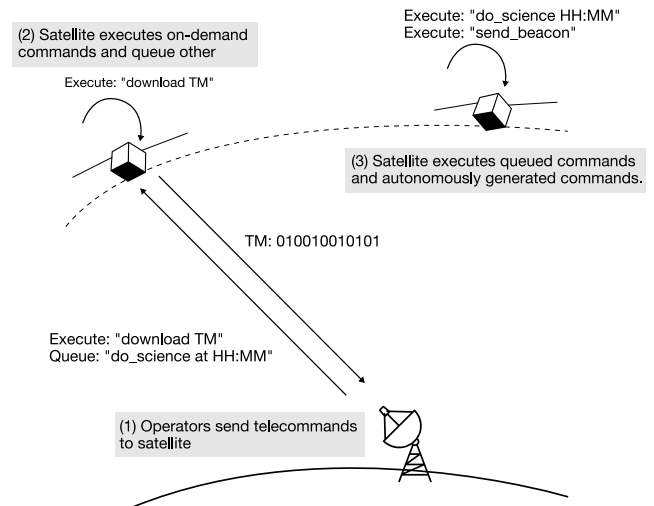 (2) Satellite executes on-demand
commands and queue other
Execute: "download TM"
Execute: "do_science HH:MM"
Execute: "send_beacon"
(3) Satellite executes queued commands
and autonomously generated commands.
TM: 010010010101
Execute: "download TM"
Queue: "do_science at HH:MM"
(1) Operators send telecommands
to satellite